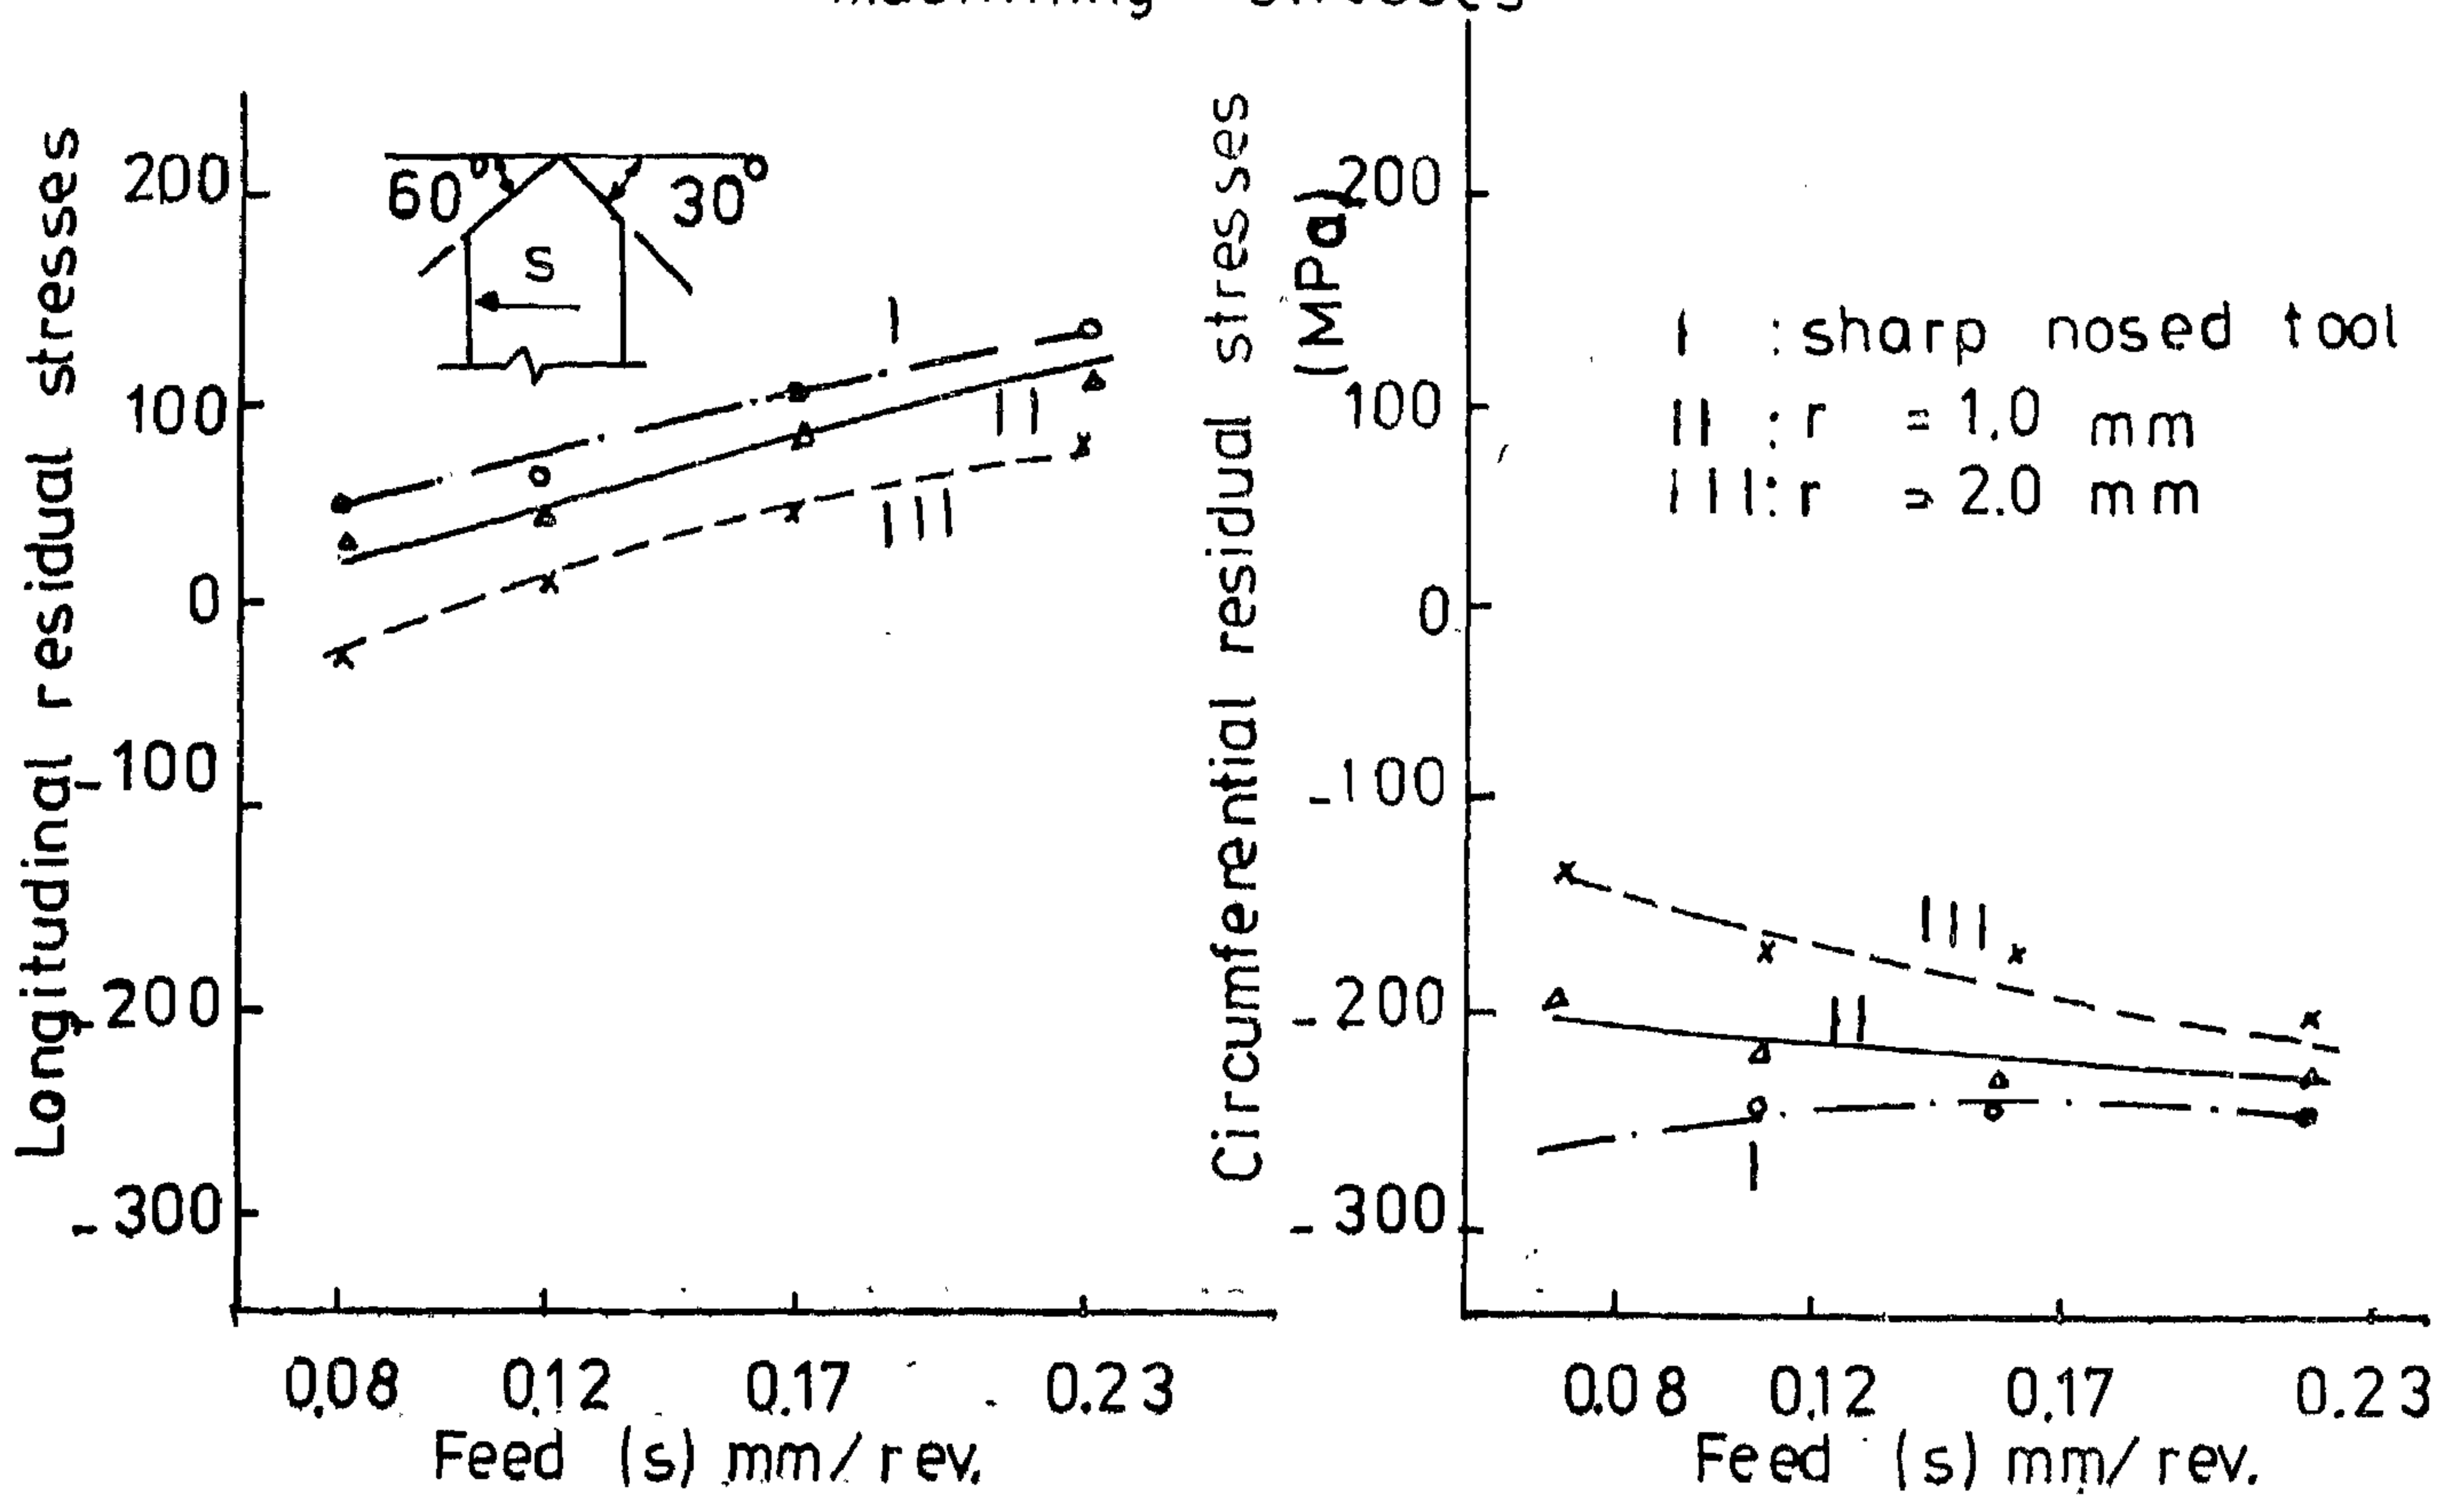 Longitudinal residual stresses
200
100
0
-100
-200
-300
60° 30°
s
I
II
III
0.08 0.12 0.17 0.23
Feed (s) mm/rev.
Circumferential residual stresses
(MPa)
200
100
0
-100
-200
-300
I : sharp nosed tool
II : r = 1.0 mm
III : r = 2.0 mm
III
II
I
0.08 0.12 0.17 0.23
Feed (s) mm/rev.